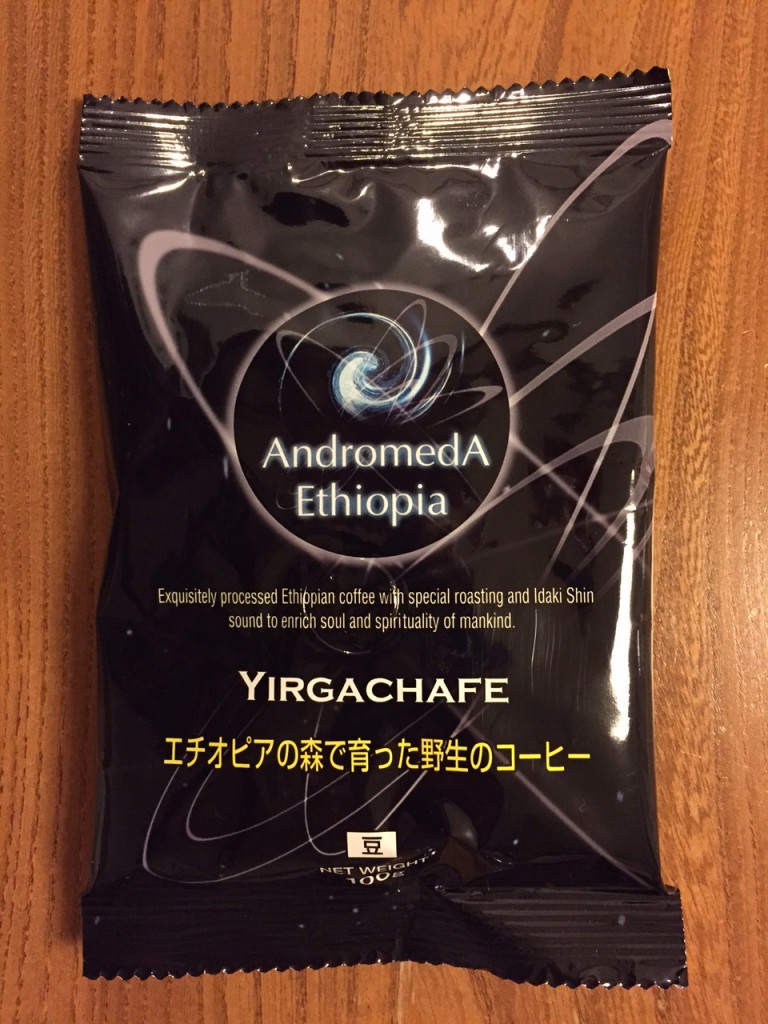 AndromedA
Ethiopia
Exquisitely processed Ethiopian coffee with special roasting and Idaki Shin
sound to enrich soul and spirituality of mankind.
YIRGACHAFE
エチオピアの森で育った野生のコーヒー
豆
NET WEIGHT
100g